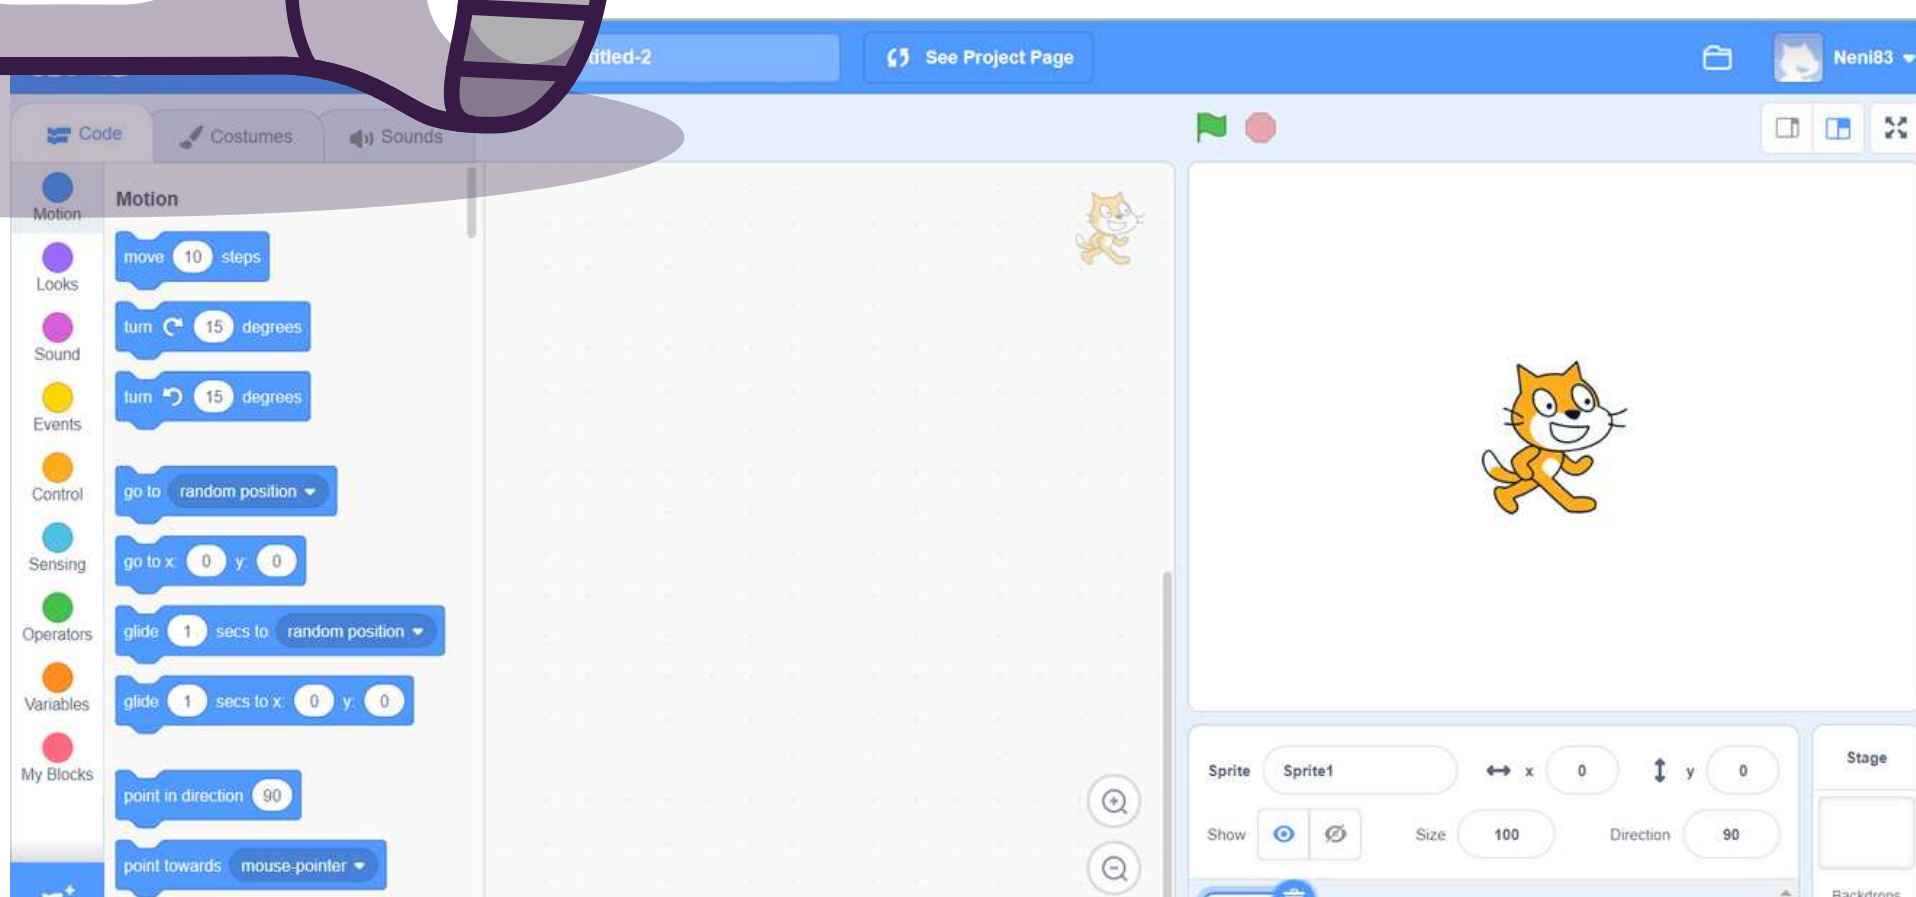 titled-2
See Project Page
Neni83
Code
Costumes
Sounds
Motion
Looks
Sound
Events
Control
Sensing
Operators
Variables
My Blocks
Motion
move 10 steps
turn 15 degrees
turn 15 degrees
go to random position
go to x: 0 y: 0
glide 1 secs to random position
glide 1 secs to x: 0 y: 0
point in direction 90
point towards mouse-pointer
Sprite Sprite1 x 0 y 0
Show Size 100 Direction 90
Stage
Backdrops